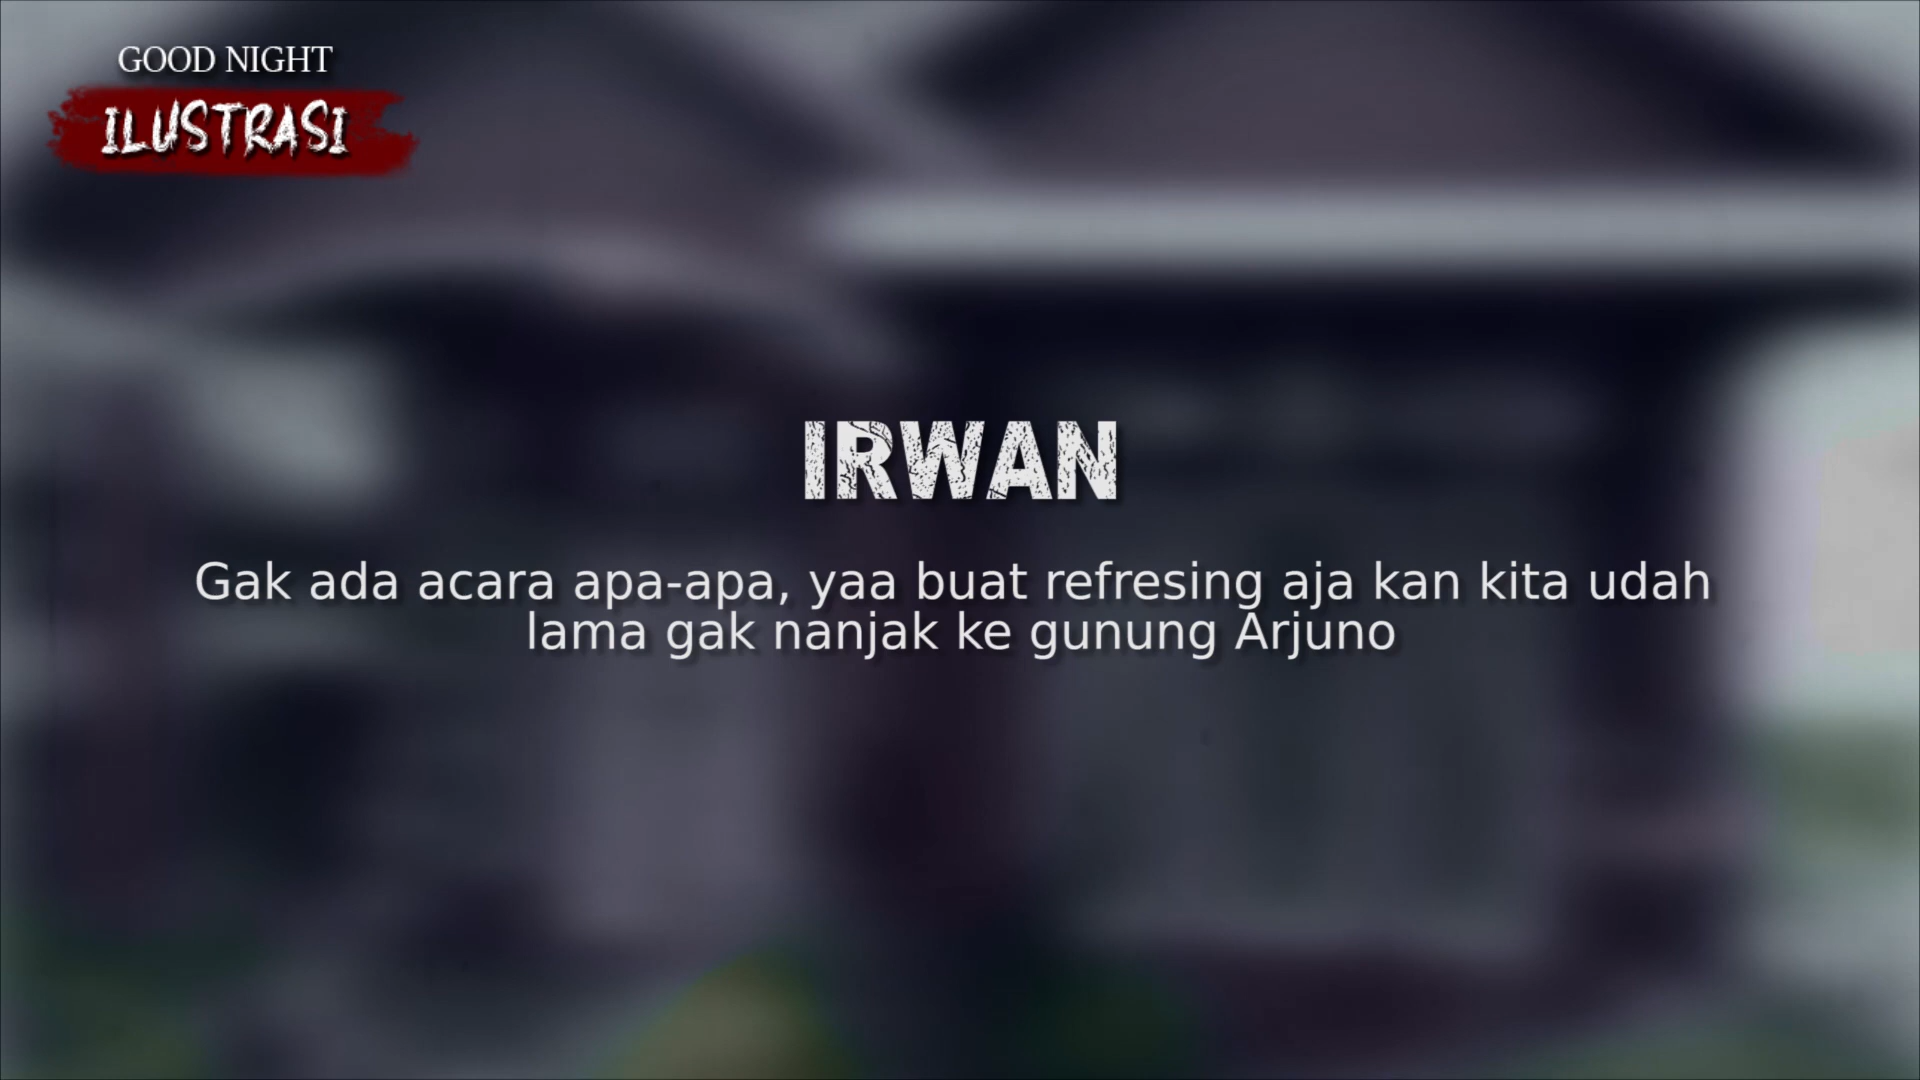 GOOD NIGHT
ILUSTRASI
IRWAN
Gak ada acara apa-apa, yaa buat refresing aja kan kita udah
lama gak nanjak ke gunung Arjuno